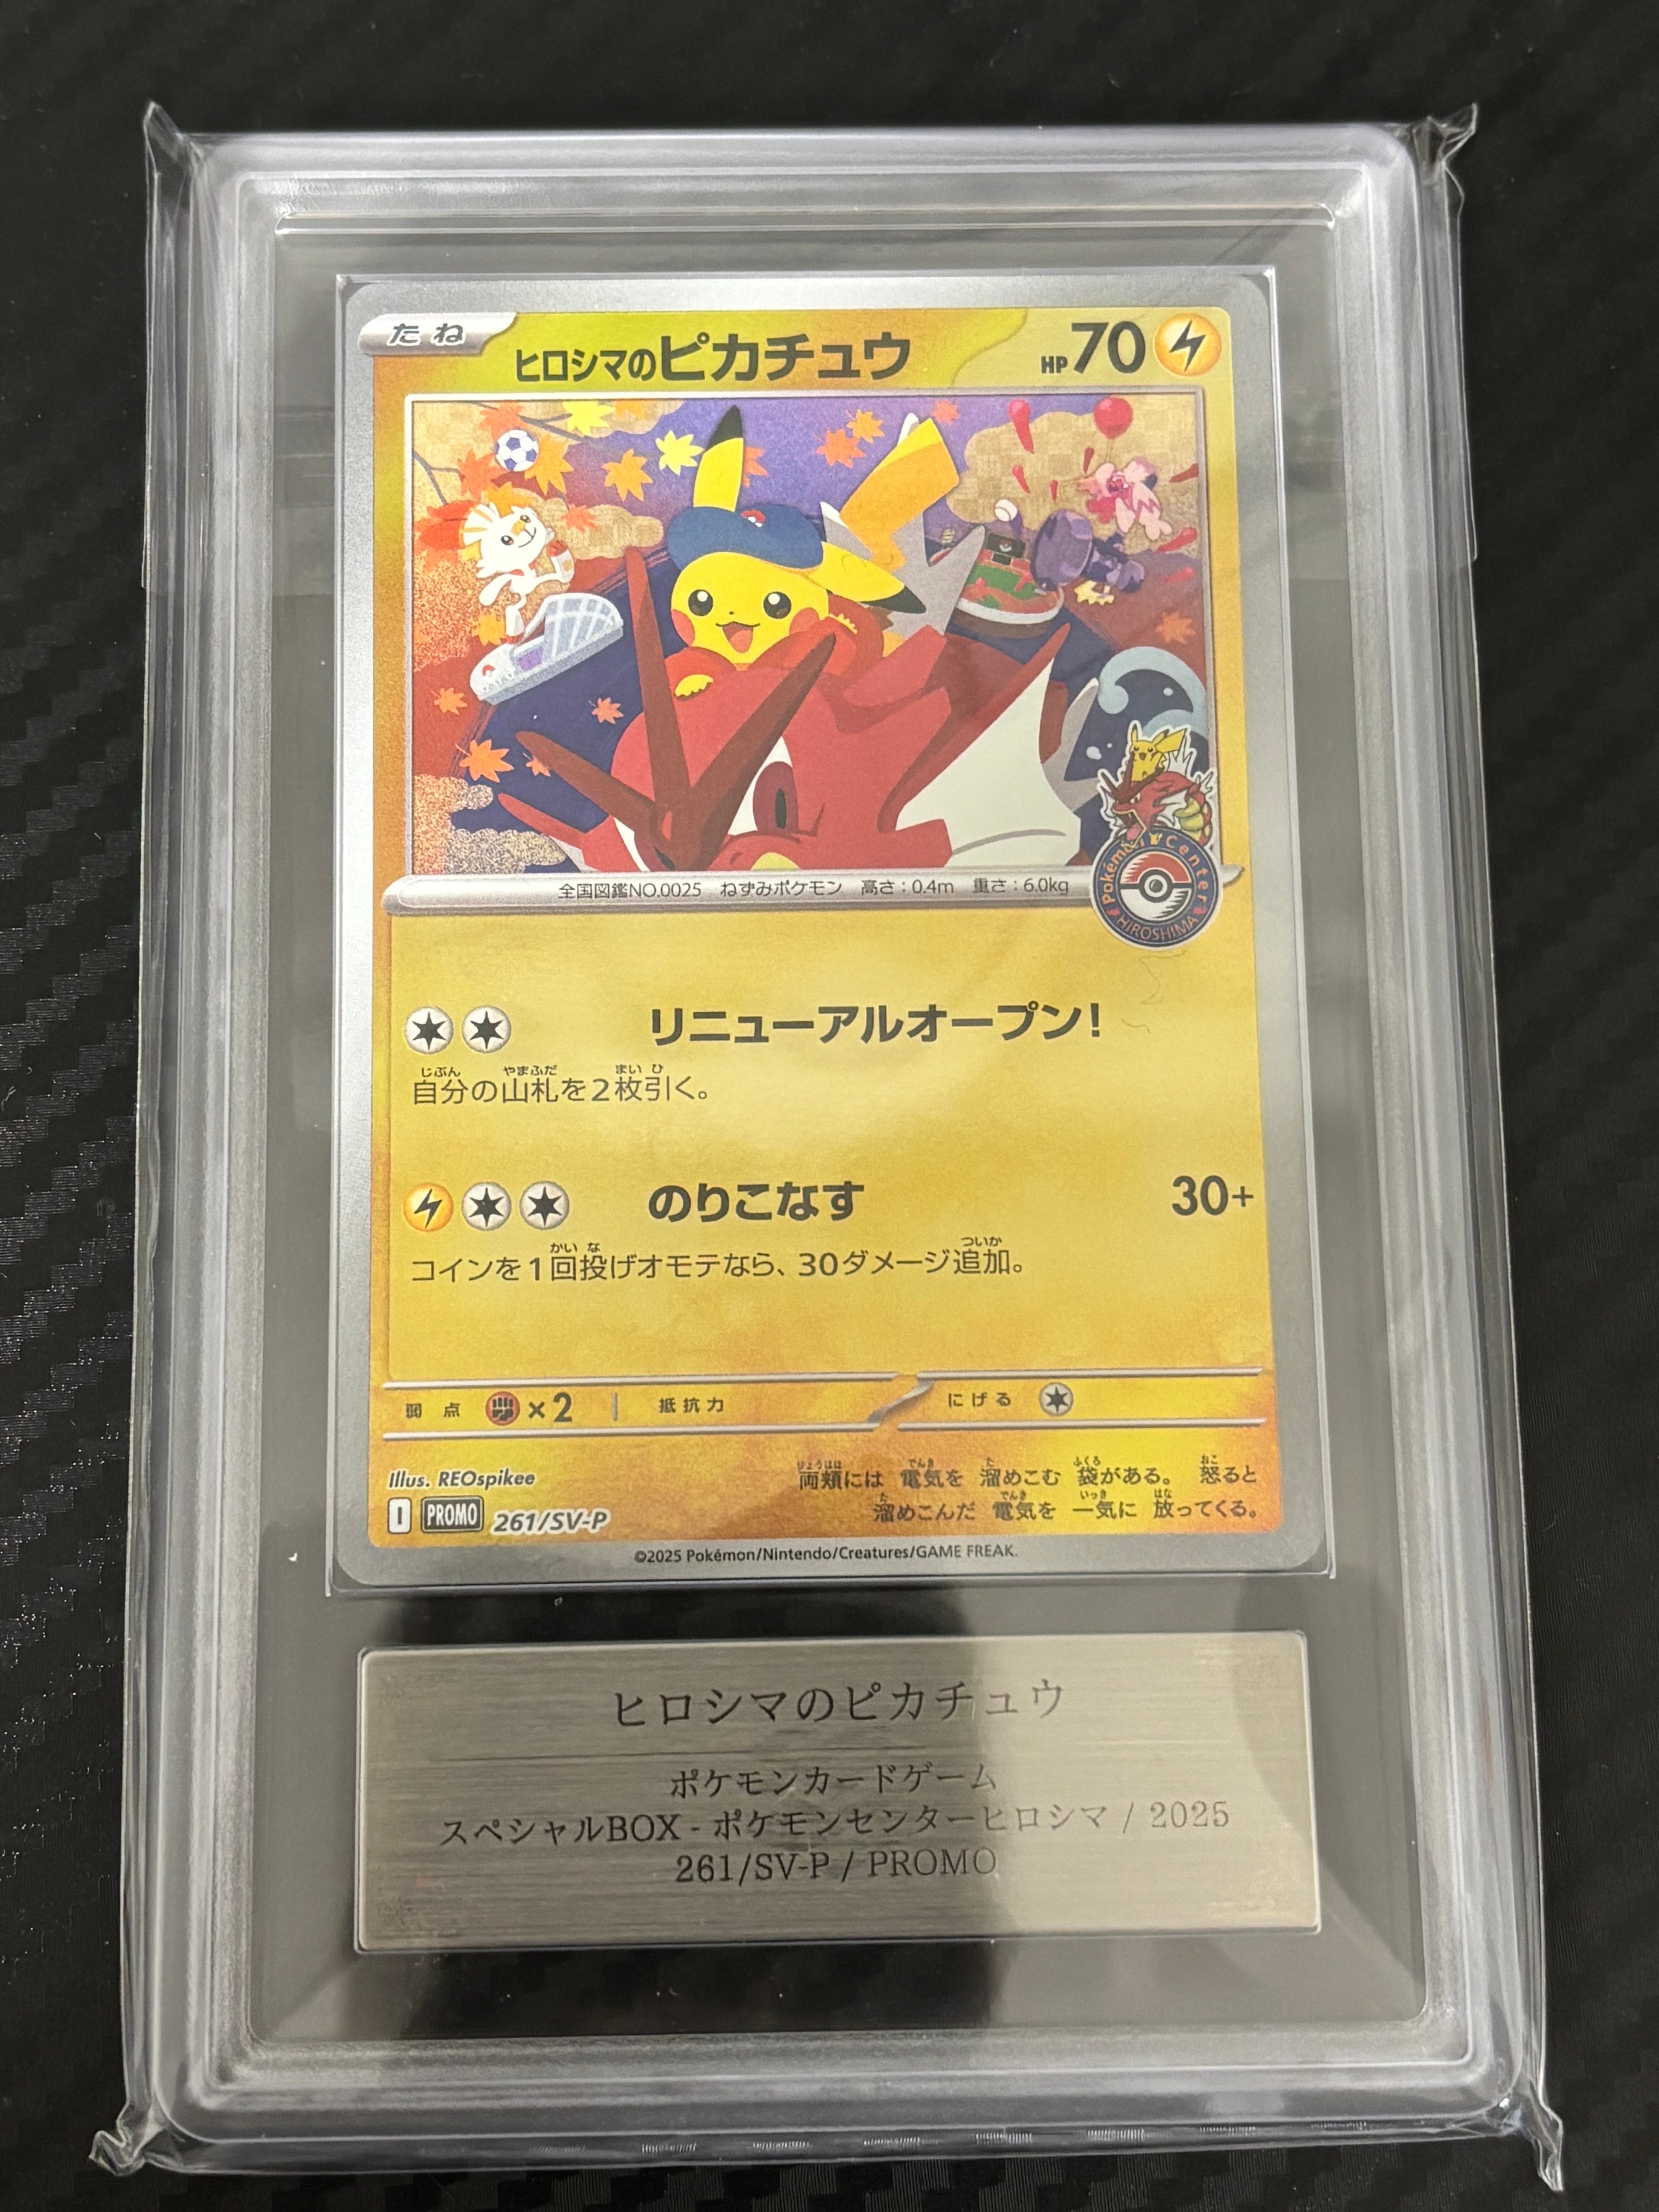 たね
ヒロシマのピカチュウ HP70
全国図鑑NO.0025 ねずみポケモン 高さ:0.4m 重さ:6.0kg
Pokémon Center
HIROSHIMA
リニューアルオープン!
自分の山札を2枚引く。
のりこなす 30+
コインを1回投げオモテなら、30ダメージ追加。
弱点 ×2 抵抗力 にげる
Illus. REOspikee
両頬には 電気を 溜めこむ 袋がある。 怒ると
溜めこんだ 電気を 一気に 放ってくる。
I PROMO 261/SV-P
©2025 Pokémon/Nintendo/Creatures/GAME FREAK.
ヒロシマのピカチュウ
ポケモンカードゲーム
スペシャルBOX - ポケモンセンターヒロシマ / 2025
261/SV-P / PROMO